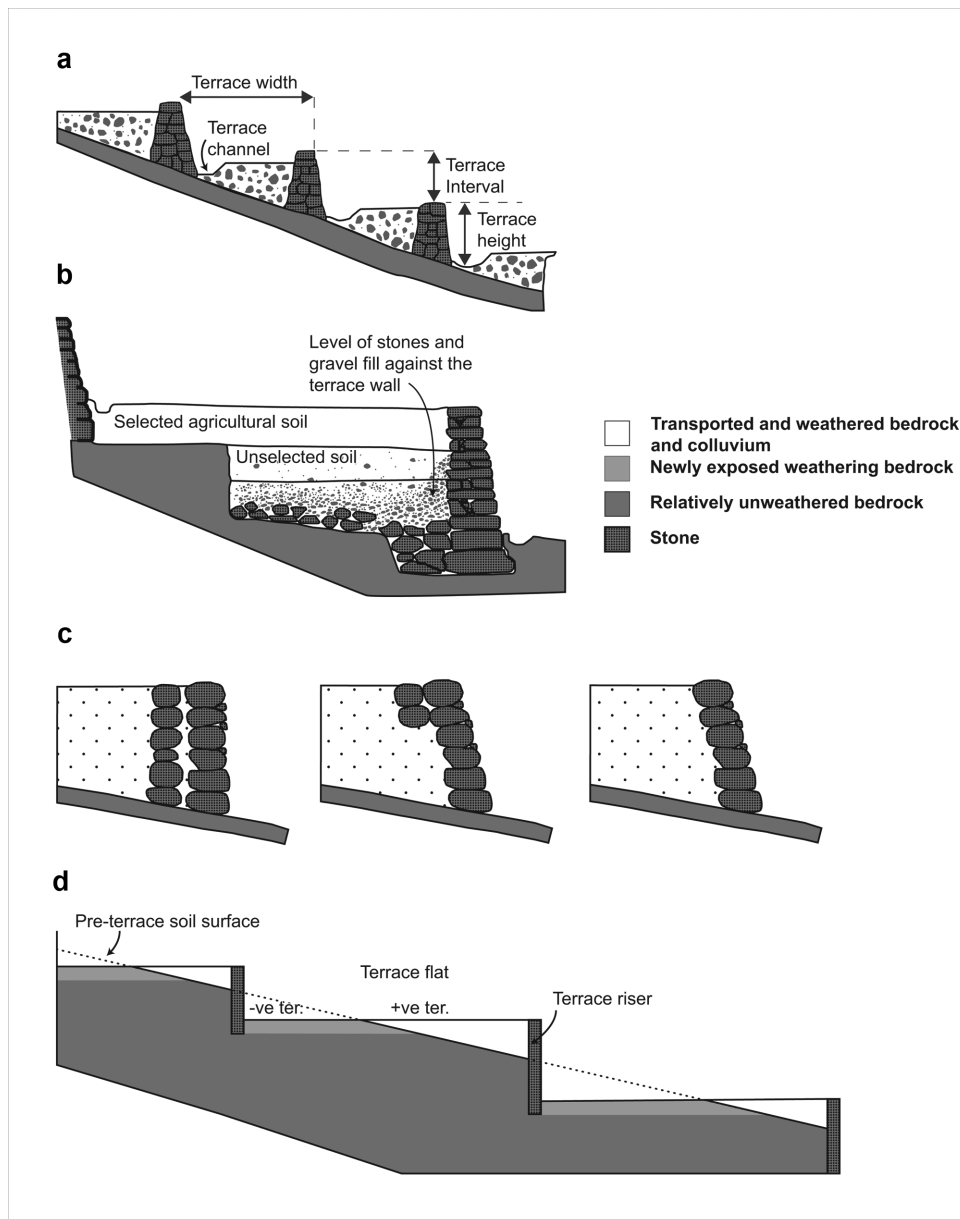 a
Terrace width
Terrace
channel
Terrace
Interval
Terrace
height
b
Level of stones and
gravel fill against the
terrace wall
Selected agricultural soil
Unselected soil
Transported and weathered bedrock
and colluvium
Newly exposed weathering bedrock
Relatively unweathered bedrock
Stone
c
d
Pre-terrace soil surface
Terrace flat
-ve ter.
+ve ter.
Terrace riser